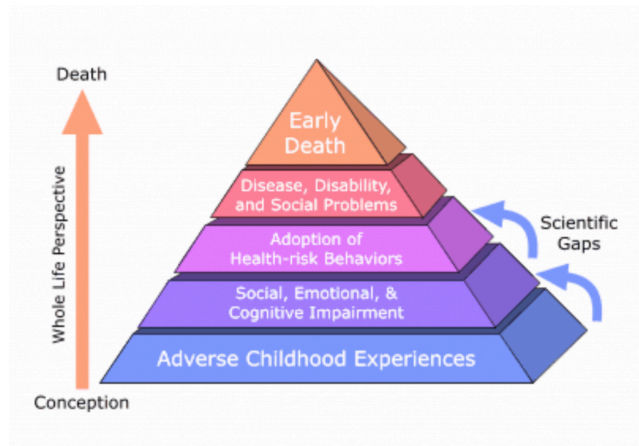 Death
Whole Life Perspective
Conception
Early
Death
Disease, Disability,
and Social Problems
Adoption of
Health-risk Behaviors
Social, Emotional, &
Cognitive Impairment
Adverse Childhood Experiences
Scientific
Gaps